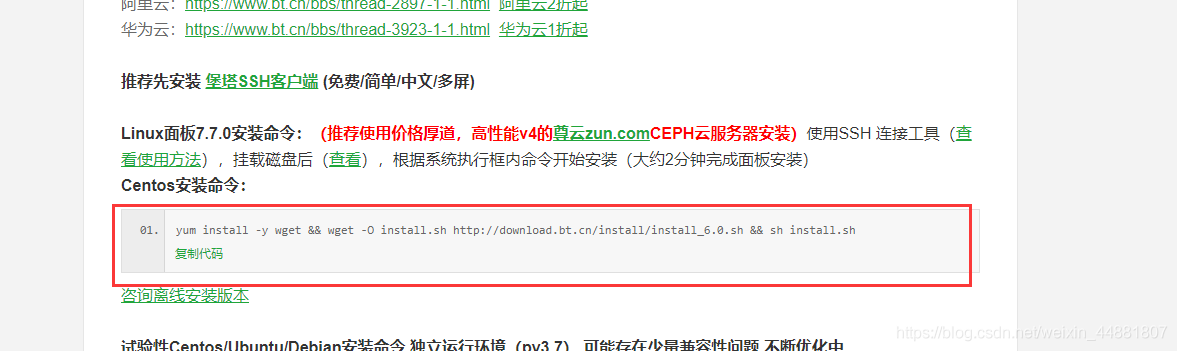 阿里云：https://www.bt.cn/bbs/thread-2897-1-1.html 阿里云2折起
华为云：https://www.bt.cn/bbs/thread-3923-1-1.html 华为云1折起
推荐先安装 堡塔SSH客户端 (免费/简单/中文/多屏)
Linux面板7.7.0安装命令：（推荐使用价格厚道，高性能v4的尊云zun.comCEPH云服务器安装）使用SSH 连接工具（查
看使用方法），挂载磁盘后（查看），根据系统执行框内命令开始安装（大约2分钟完成面板安装）
Centos安装命令：
01. yum install -y wget && wget -O install.sh http://download.bt.cn/install/install_6.0.sh && sh install.sh
复制代码
咨询离线安装版本
https://blog.csdn.net/weixin_44881807
试验性Centos/Ubuntu/Debian安装命令 独立运行环境（py3.7） 可能存在少量兼容性问题 不断优化中